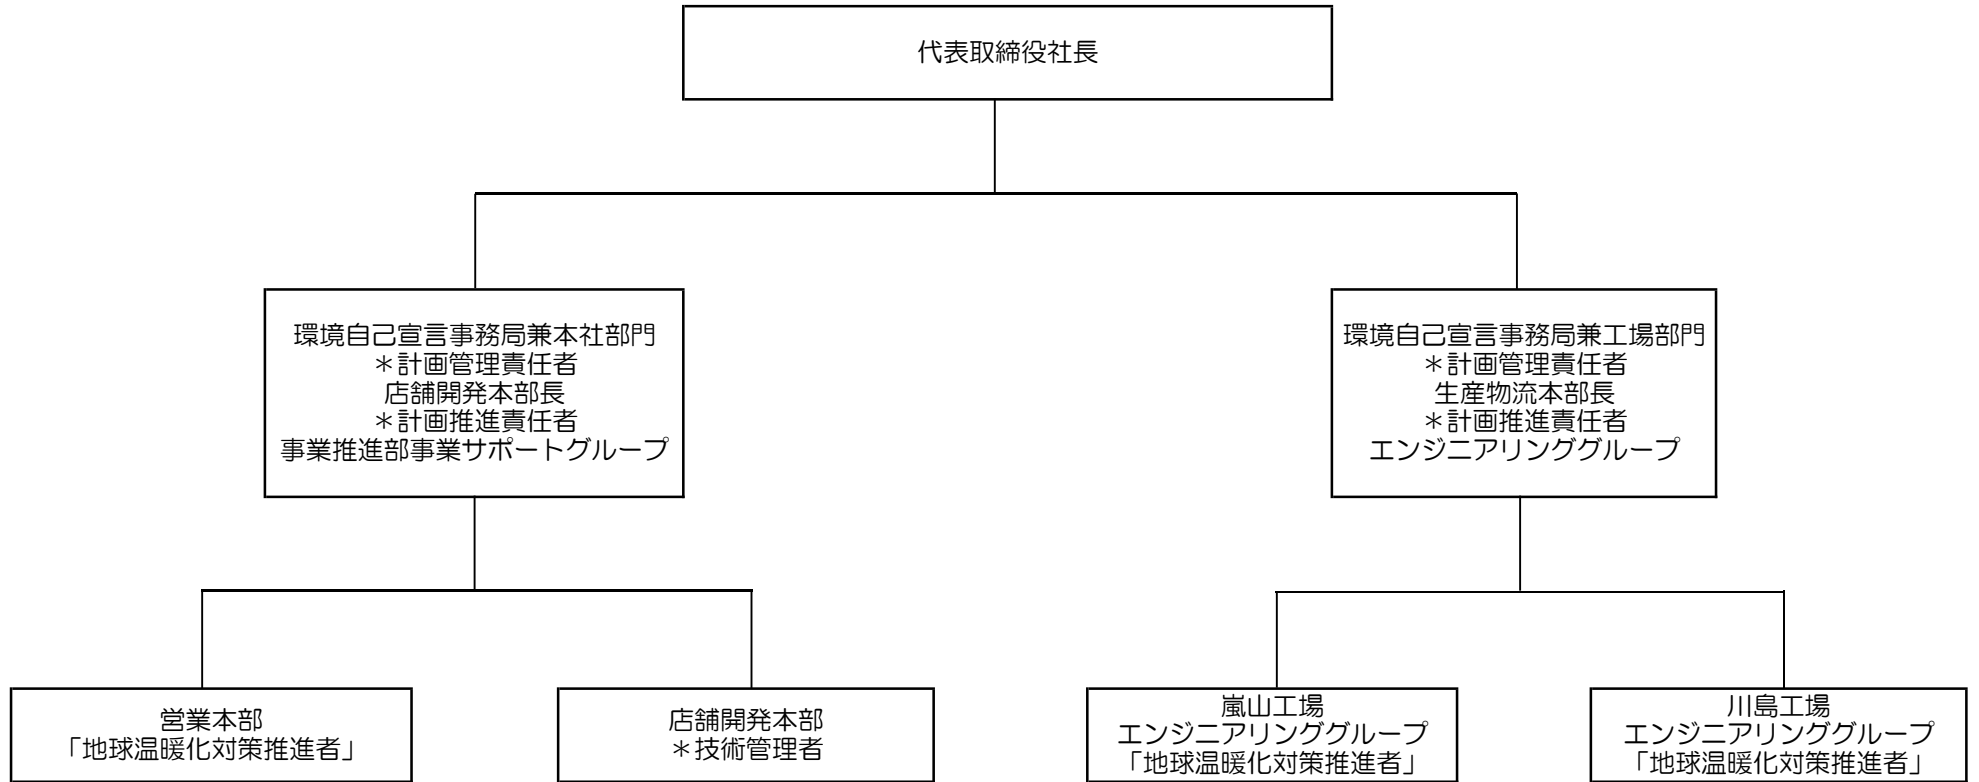 代表取締役社長
環境自己宣言事務局兼本社部門
＊計画管理責任者
店舗開発本部長
＊計画推進責任者
事業推進部事業サポートグループ
環境自己宣言事務局兼工場部門
＊計画管理責任者
生産物流本部長
＊計画推進責任者
エンジニアリンググループ
営業本部
「地球温暖化対策推進者」
店舗開発本部
＊技術管理者
嵐山工場
エンジニアリンググループ
「地球温暖化対策推進者」
川島工場
エンジニアリンググループ
「地球温暖化対策推進者」